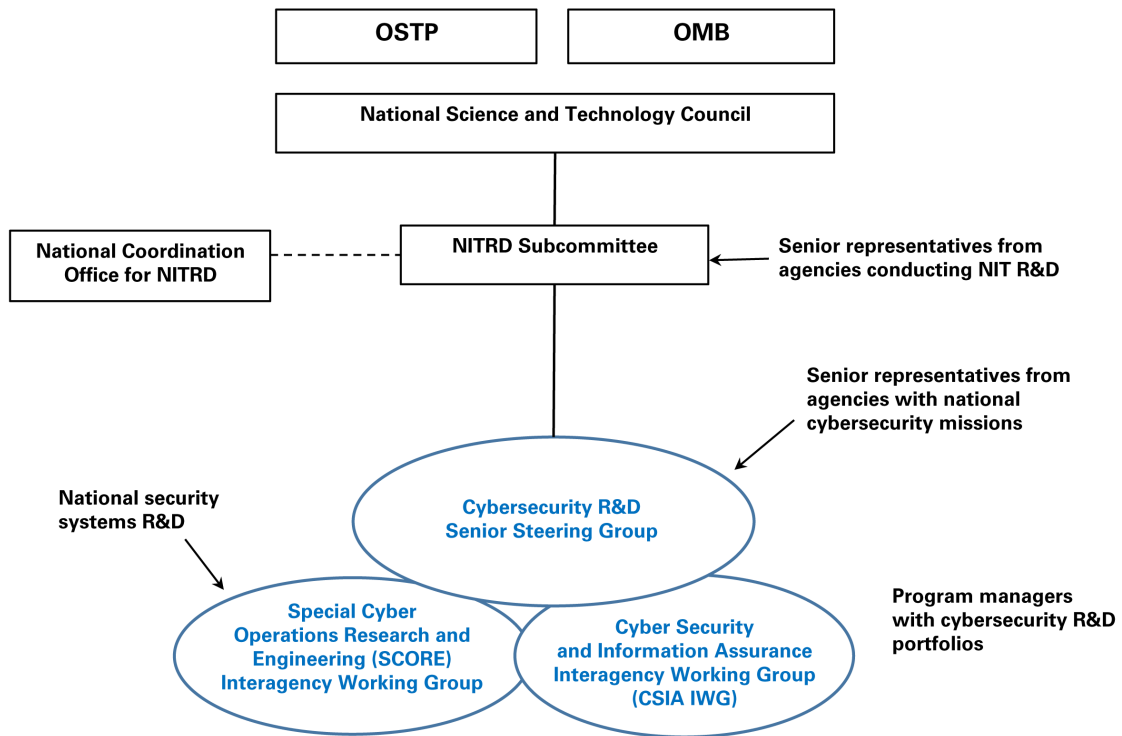 OSTP
OMB
National Science and Technology Council
National Coordination
Office for NITRD
NITRD Subcommittee
Senior representatives from
agencies conducting NIT R&D
Senior representatives from
agencies with national
cybersecurity missions
National security
systems R&D
Cybersecurity R&D
Senior Steering Group
Special Cyber
Operations Research and
Engineering (SCORE)
Interagency Working Group
Cyber Security
and Information Assurance
Interagency Working Group
(CSIA IWG)
Program managers
with cybersecurity R&D
portfolios